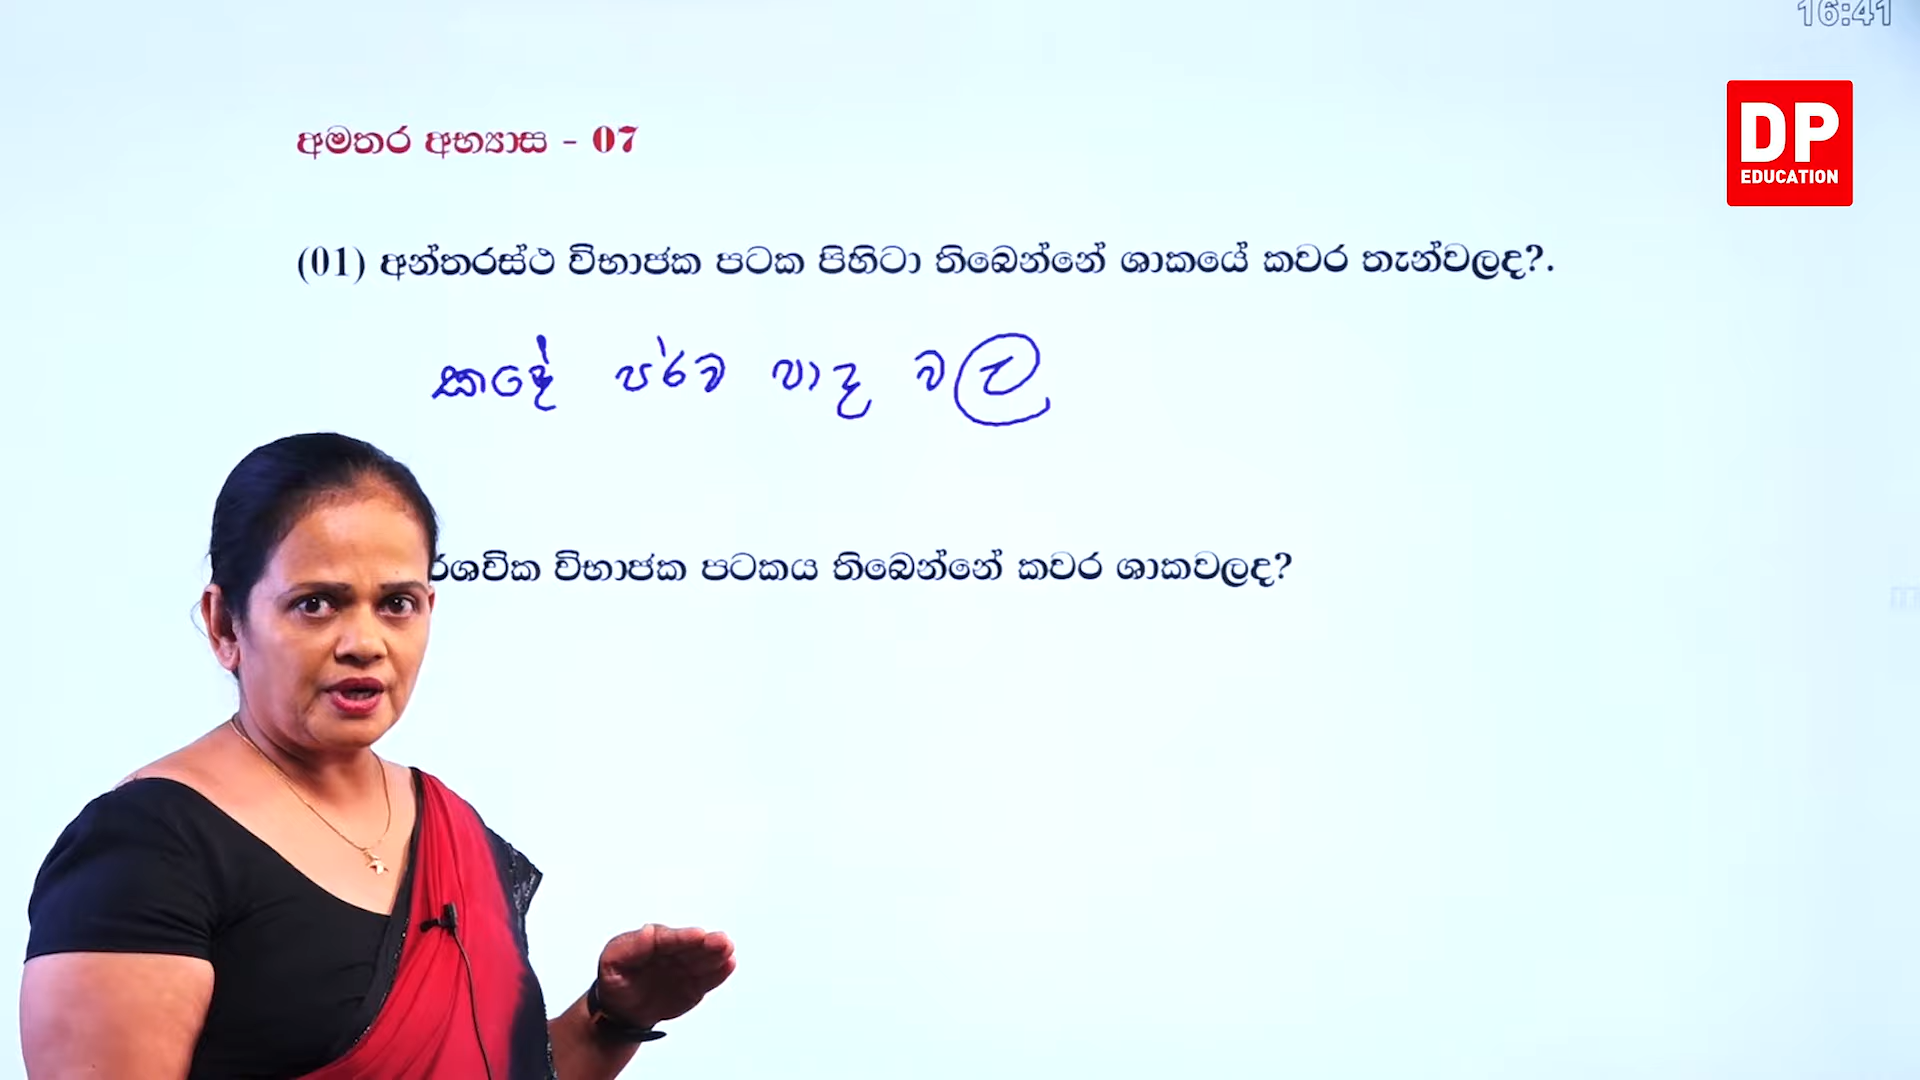 16:41
DP
EDUCATION
අමතර අභ්‍යාස - 07
(01) අන්තරස්ථ විභාජක පටක පිහිටා තිබෙන්නේ ශාකයේ කවර තැන්වලද?.
කඳේ පර්ව පාද වල
විභාජක පටකය තිබෙන්නේ කවර ශාකවලද?